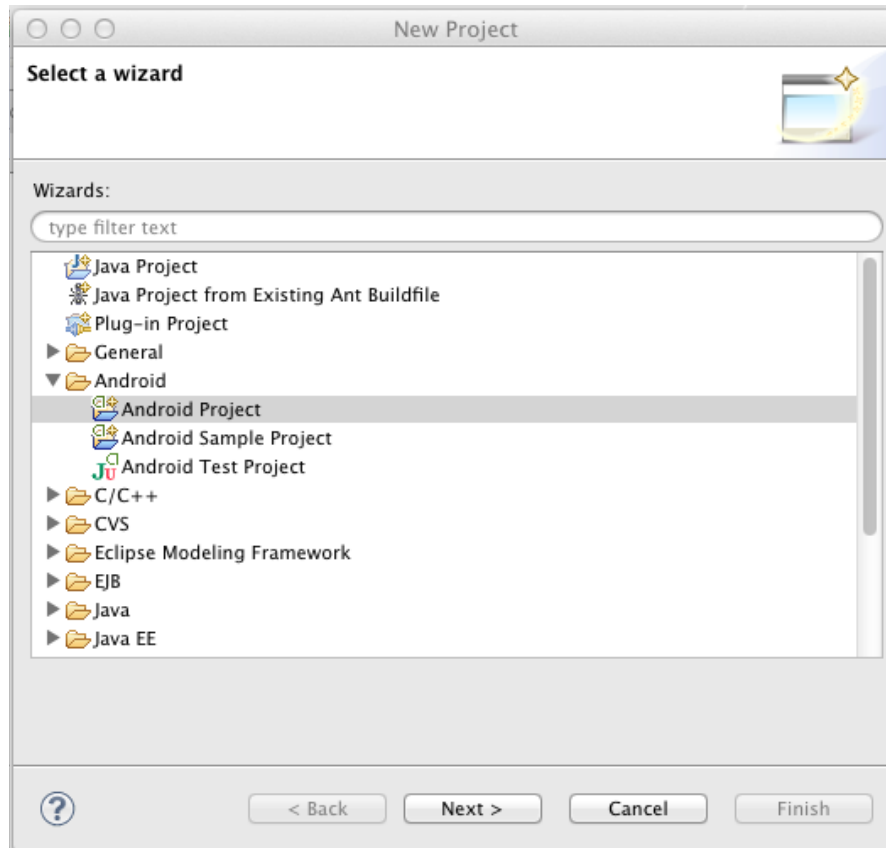 New Project
Select a wizard
Wizards:
type filter text
Java Project
Java Project from Existing Ant Buildfile
Plug-in Project
General
Android
Android Project
Android Sample Project
Android Test Project
C/C++
CVS
Eclipse Modeling Framework
EJB
Java
Java EE
? < Back Next > Cancel Finish